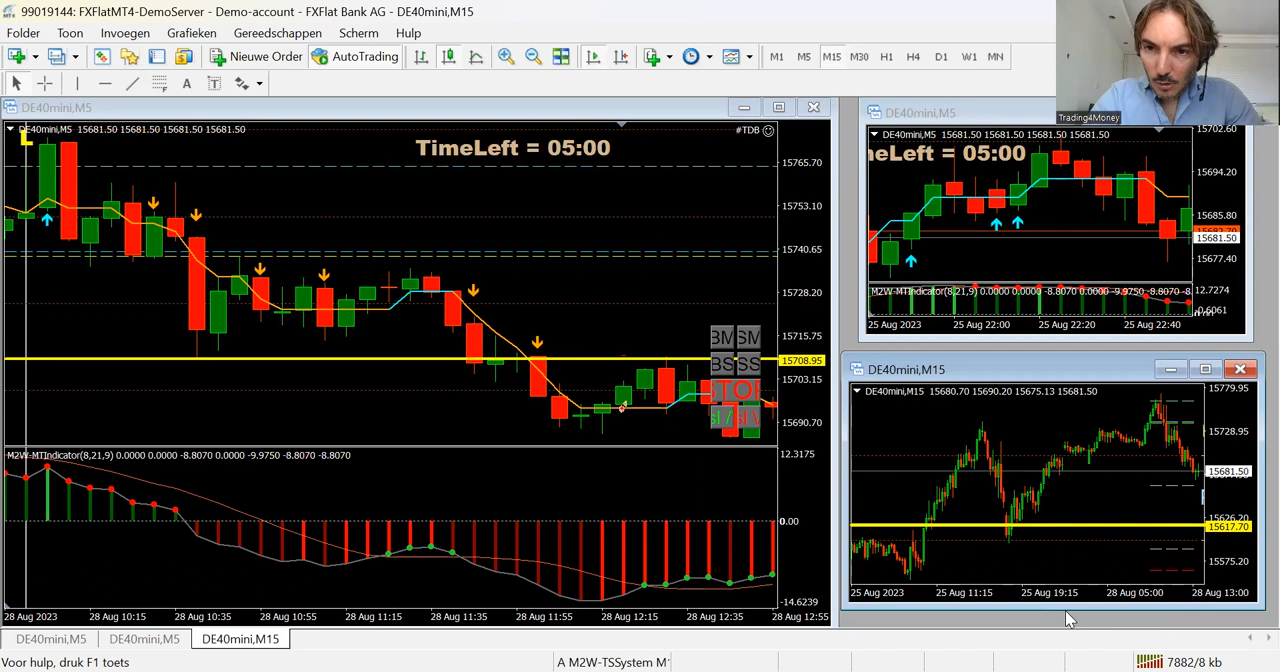 99019144: FXFlatMT4-DemoServer - Demo-account - FXFlat Bank AG - DE40mini,M15
Folder Toon Invoegen Grafieken Gereedschappen Scherm Hulp
Nieuwe Order AutoTrading M1 M5 M15 M30 H1 H4 D1 W1 MN
A T
Trading4Money
DE40mini,M5
DE40mini,M5 15681.50 15681.50 15681.50 15681.50
#TDB
L
TimeLeft = 05:00
15765.70
15753.10
15740.65
15728.20
15715.75
15708.95
15703.15
15690.70
BM SM
BS SS
M2W-MTIndicator(8,21,9) 0.0000 0.0000 -8.8070 0.0000 -9.9750 -8.8070 -8.8070
12.3175
0.00
-14.6239
28 Aug 2023 28 Aug 10:15 28 Aug 10:35 28 Aug 10:55 28 Aug 11:15 28 Aug 11:35 28 Aug 11:55 28 Aug 12:15 28 Aug 12:35 28 Aug 12:55
DE40mini,M5
DE40mini,M5 15681.50 15681.50 15681.50 15681.50
neLeft = 05:00
15702.60
15694.20
15685.80
15681.50
15677.40
M2W-MTIndicator(8,21,9) 0.0000 0.0000 -8.8070 0.0000 -9.9750 -8.8070 -8.
12.7274
25 Aug 2023 25 Aug 22:00 25 Aug 22:20 25 Aug 22:40
DE40mini,M15
DE40mini,M15 15680.70 15690.20 15675.13 15681.50
15779.95
15728.95
15681.50
15626.20
15617.70
15575.20
25 Aug 2023 25 Aug 11:15 25 Aug 19:15 28 Aug 05:00 28 Aug 13:00
DE40mini,M5 DE40mini,M5 DE40mini,M15
Voor hulp, druk F1 toets
A M2W-TSSystem M
7882/8 kb